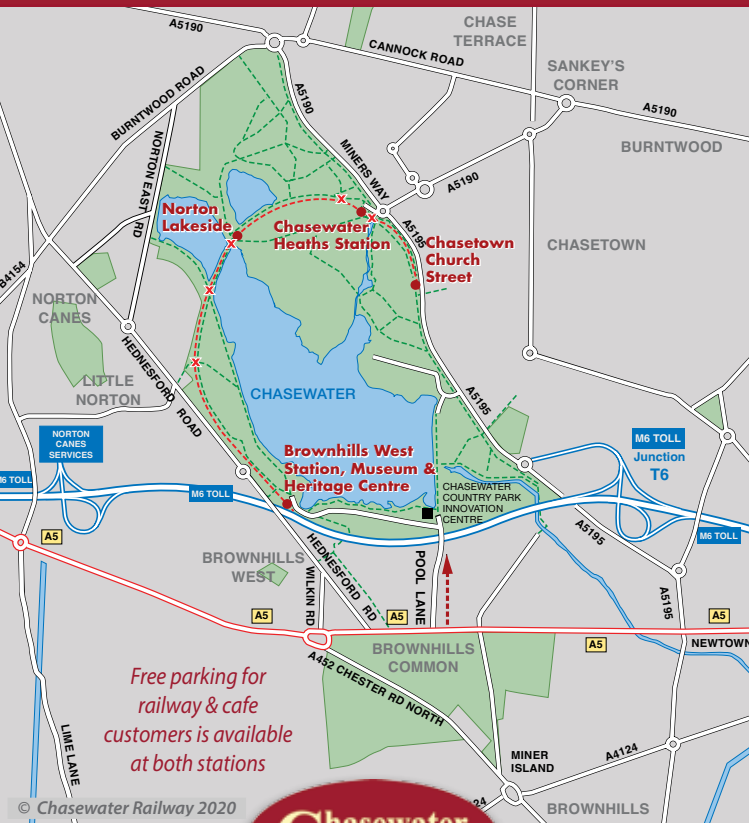 A5190
CHASE
TERRACE
CANNOCK ROAD
SANKEY'S
CORNER
A5190
BURNTWOOD ROAD
A5190
BURNTWOOD
NORTON EAST RD
MINERS WAY
A5190
Norton
Lakeside
Chasewater
Heaths Station
A5195
Chasetown
Church
Street
CHASETOWN
B4154
NORTON
CANES
HEDNESFORD ROAD
LITTLE
NORTON
CHASEWATER
A5195
NORTON
CANES
SERVICES
M6 TOLL
Junction
T6
Brownhills West
Station, Museum &
Heritage Centre
M6 TOLL
M6 TOLL
CHASEWATER
COUNTRY PARK
INNOVATION
CENTRE
M6 TOLL
A5
A5195
BROWNHILLS
WEST
HEDNESFORD RD
WILKIN RD
POOL LANE
A5195
A5
A5
A5
A5
NEWTOWN
BROWNHILLS
COMMON
A452 CHESTER RD NORTH
Free parking for
railway & cafe
customers is available
at both stations
LIME LANE
MINER
ISLAND
A4124
24
BROWNHILLS
© Chasewater Railway 2020
Chasewater